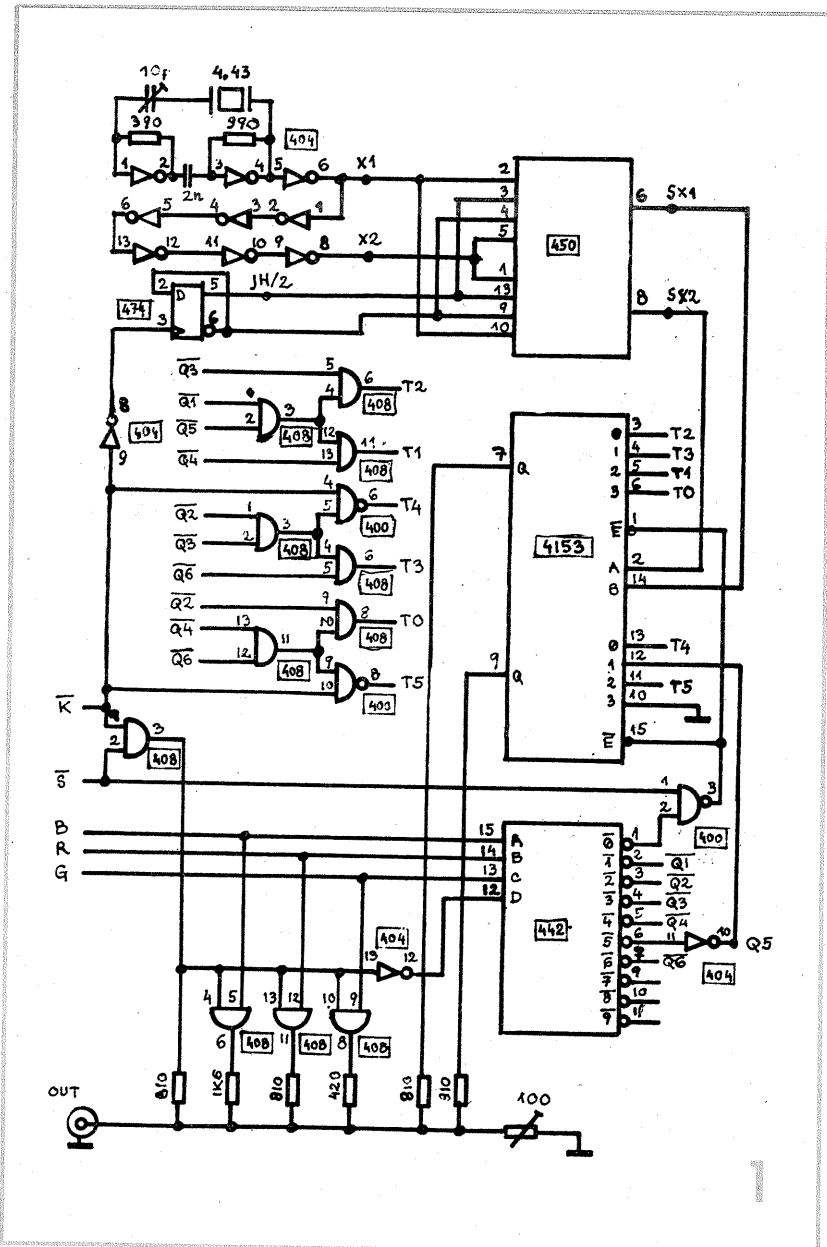 10p 4,43
390 990 404
1 2 3 4 5 6 X1
2n
6 5 4 3 2 1
13 12 11 10 9 8 X2
2 D 5 JH/2
474 3 6
2 3 4 5 1 13 9 10
450
6 SX1
8 SX2
8 404 9
Q3 5 6 T2
4 408
Q1 3
Q5 2 408
12 11 T1
Q4 13 408
4 6 T4
Q2 1 3 5 400
Q3 2 408 4 6 T3
Q6 5 408
Q2 9 8 T0
Q4 13 11 10 408
Q6 12 408 9 8 T5
10 400
7 Q 0 3 T2
1 4 T3
2 5 T1
3 6 T0
E 1
4153
A 2
B 14
0 13 T4
9 Q 1 12
2 11 T5
3 10
E 15
K
2 3
408
S
1 3
2
400
B 15 A 0 1
R 14 B 1 2 Q1
G 13 C 2 3 Q2
12 D 3 4 Q3
4 5 Q4
442 5 6 11 10 Q5
6 7 Q6 404
7 9
8 10
9 11
404
13 12
4 5 13 12 10 9
6 408 11 408 8 408
810 1K6 810 420 810 910
OUT
100
1